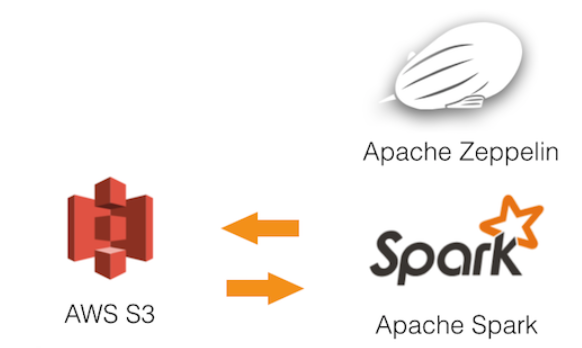 Apache Zeppelin
Spark
AWS S3
Apache Spark